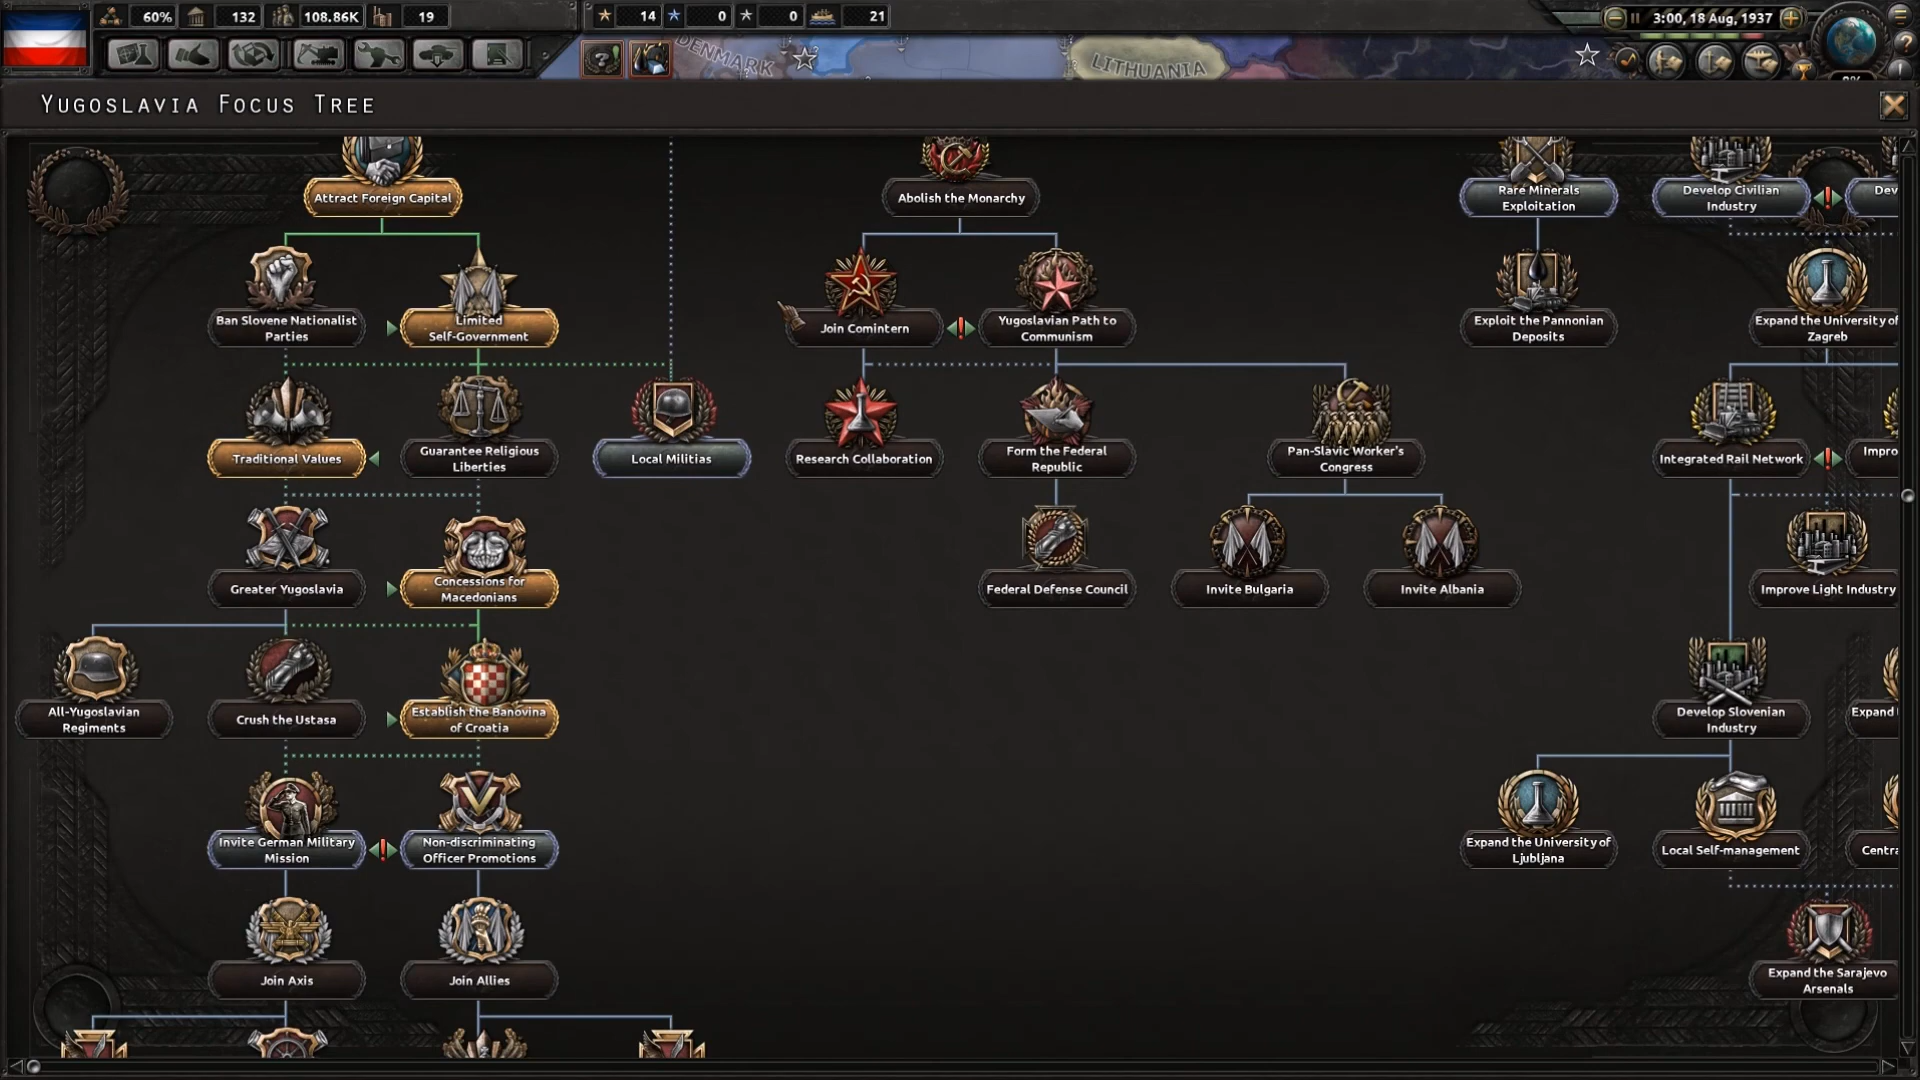 60% 132 108.86K 19 14 0 0 21 3:00, 18 Aug, 1937
DENMARK LITHUANIA
Yugoslavia Focus Tree
Attract Foreign Capital
Abolish the Monarchy
Rare Minerals
Exploitation
Develop Civilian
Industry
Dev
Ban Slovene Nationalist
Parties
Limited
Self-Government
Join Comintern
Yugoslavian Path to
Communism
Exploit the Pannonian
Deposits
Expand the University of
Zagreb
Traditional Values
Guarantee Religious
Liberties
Local Militias
Research Collaboration
Form the Federal
Republic
Pan-Slavic Worker's
Congress
Integrated Rail Network
Impro
Greater Yugoslavia
Concessions for
Macedonians
Federal Defense Council
Invite Bulgaria
Invite Albania
Improve Light Industry
All-Yugoslavian
Regiments
Crush the Ustasa
Establish the Banovina
of Croatia
Develop Slovenian
Industry
Expand
Invite German Military
Mission
Non-discriminating
Officer Promotions
Expand the University of
Ljubljana
Local Self-management
Centra
Join Axis
Join Allies
Expand the Sarajevo
Arsenals